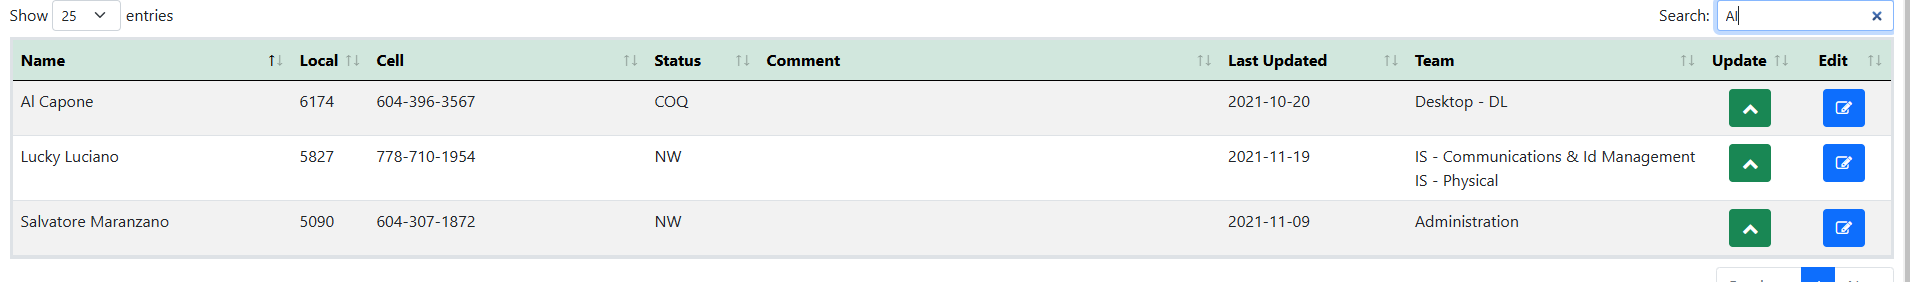 Show 25 entries Search: Al
Name Local Cell Status Comment Last Updated Team Update Edit
Al Capone 6174 604-396-3567 COQ 2021-10-20 Desktop - DL
Lucky Luciano 5827 778-710-1954 NW 2021-11-19 IS - Communications & Id Management
IS - Physical
Salvatore Maranzano 5090 604-307-1872 NW 2021-11-09 Administration